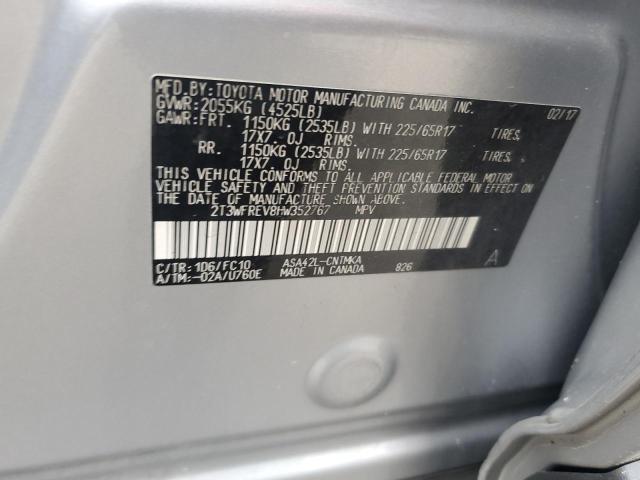 MFD.BY:TOYOTA MOTOR MANUFACTURING CANADA INC.
GVWR:2055KG (4525LB) 02/17
GAWR:FRT. 1150KG (2535LB) WITH 225/65R17 TIRES,
17X7.0J RIMS.
RR. 1150KG (2535LB) WITH 225/65R17 TIRES,
17X7.0J RIMS.
THIS VEHICLE CONFORMS TO ALL APPLICABLE FEDERAL MOTOR
VEHICLE SAFETY AND THEFT PREVENTION STANDARDS IN EFFECT ON
THE DATE OF MANUFACTURE SHOWN ABOVE.
2T3WFREV8HW352767 MPV
C/TR:1D6/FC10 ASA42L-CNTMKA
A/TM:-02A/U760E MADE IN CANADA 826 A